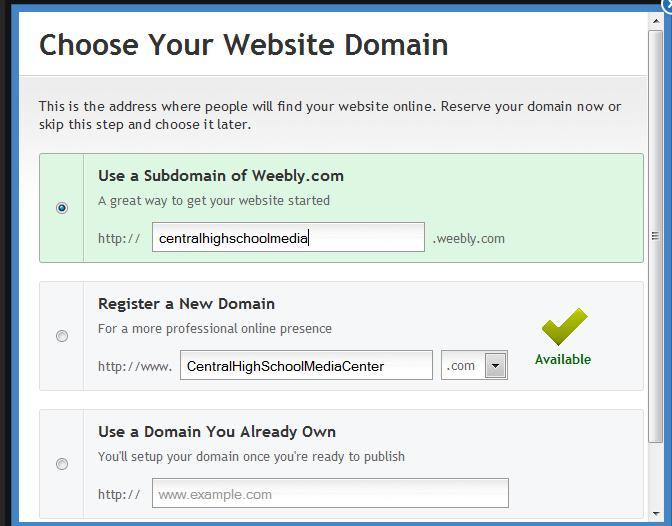 Choose Your Website Domain
This is the address where people will find your website online. Reserve your domain now or
skip this step and choose it later.
Use a Subdomain of Weebly.com
A great way to get your website started
http:// centralhighschoolmedia .weebly.com
Register a New Domain
For a more professional online presence
http://www. CentralHighSchoolMediaCenter .com
Available
Use a Domain You Already Own
You'll setup your domain once you're ready to publish
http:// www.example.com